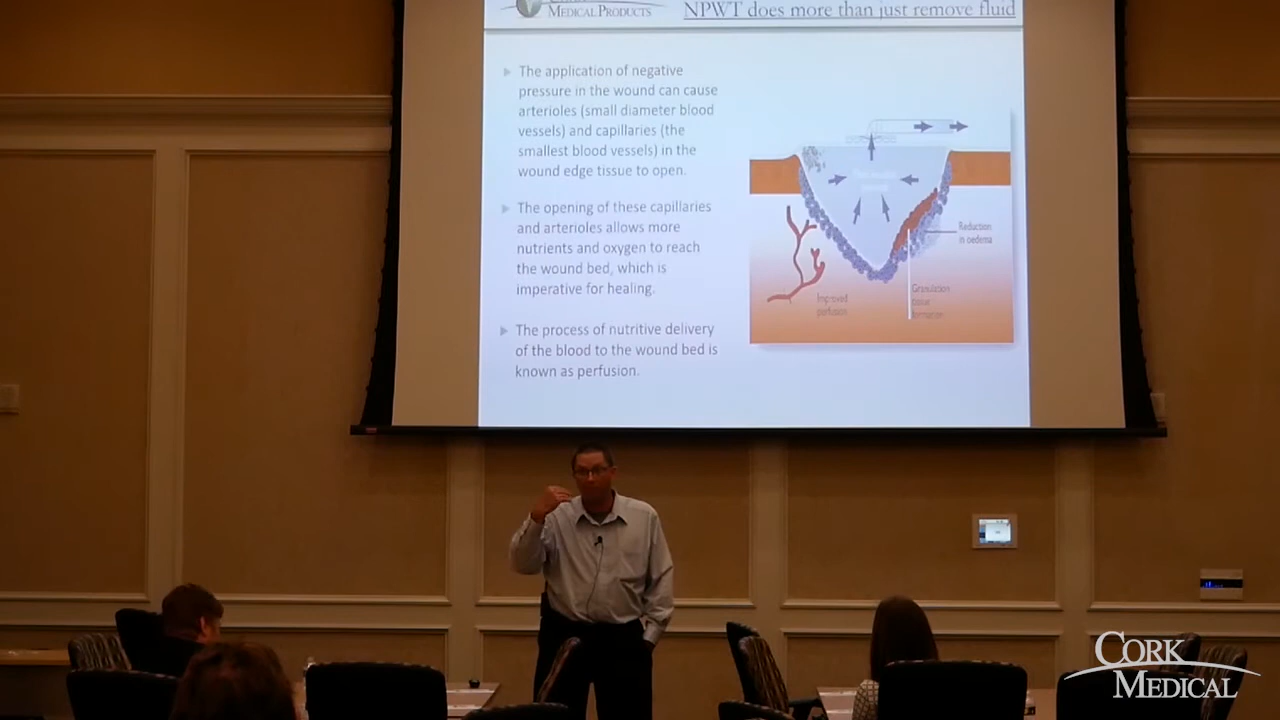 MEDICAL PRODUCTS
NPWT does more than just remove fluid
The application of negative
pressure in the wound can cause
arterioles (small diameter blood
vessels) and capillaries (the
smallest blood vessels) in the
wound edge tissue to open.
The opening of these capillaries
and arterioles allows more
nutrients and oxygen to reach
the wound bed, which is
imperative for healing.
The process of nutritive delivery
of the blood to the wound bed is
known as perfusion.
Reduction
in oedema
Improved
perfusion
Granulation
tissue
formation
CORK
MEDICAL